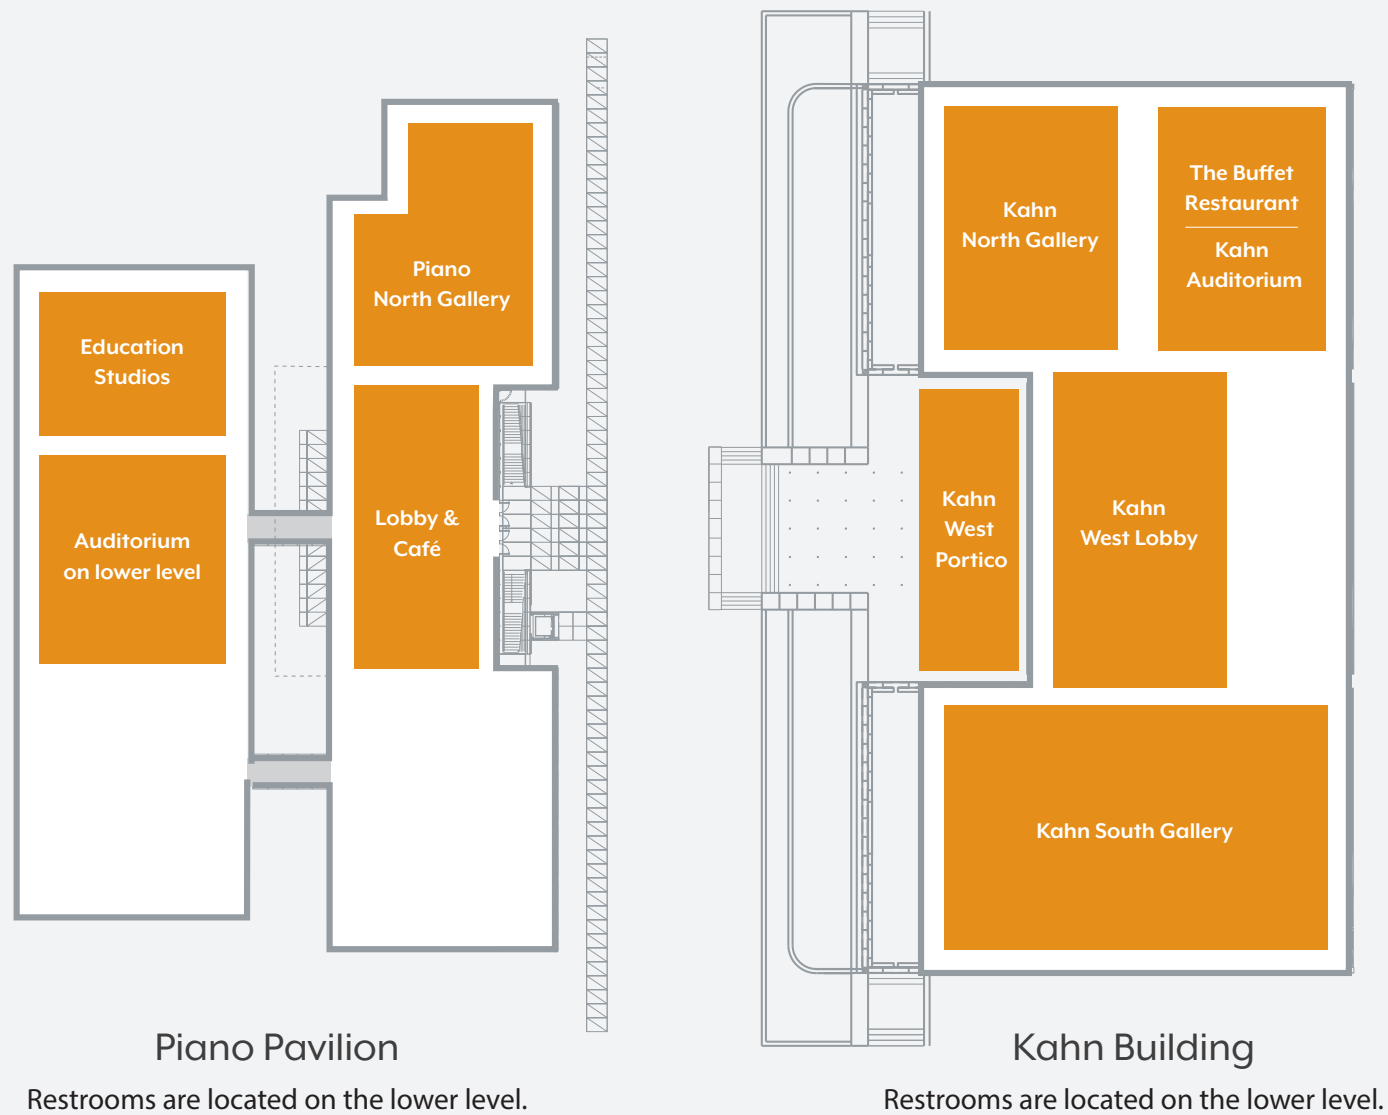 Piano
North Gallery
Education
Studios
Lobby &
Café
Auditorium
on lower level
Piano Pavilion
Restrooms are located on the lower level.
Kahn
North Gallery
The Buffet
Restaurant
Kahn
Auditorium
Kahn
West
Portico
Kahn
West Lobby
Kahn South Gallery
Kahn Building
Restrooms are located on the lower level.